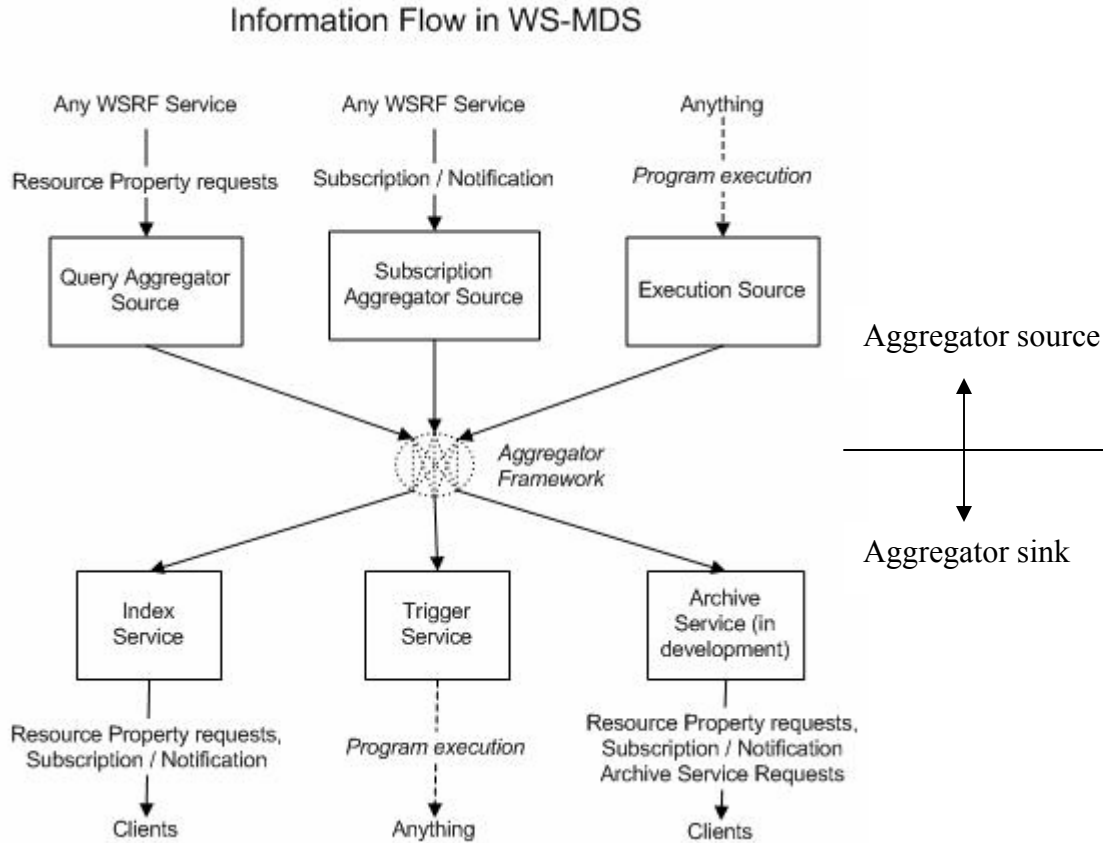 Information Flow in WS-MDS
Any WSRF Service
Any WSRF Service
Anything
Resource Property requests
Subscription / Notification
Program execution
Query Aggregator
Source
Subscription
Aggregator Source
Execution Source
Aggregator source
Aggregator
Framework
Aggregator sink
Index
Service
Trigger
Service
Archive
Service (in
development)
Resource Property requests,
Subscription / Notification
Program execution
Resource Property requests,
Subscription / Notification
Archive Service Requests
Clients
Anything
Clients